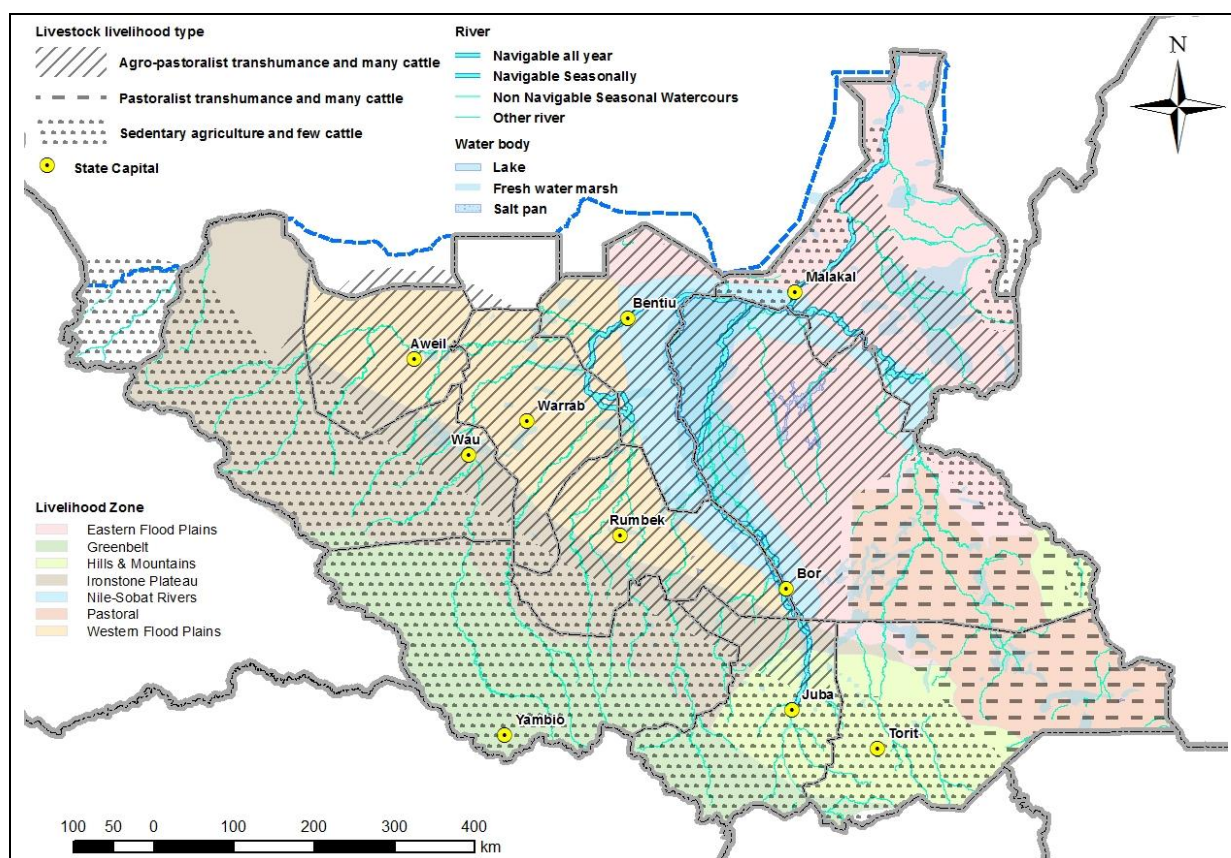 Livestock livelihood type
Agro-pastoralist transhumance and many cattle
Pastoralist transhumance and many cattle
Sedentary agriculture and few cattle
State Capital
River
Navigable all year
Navigable Seasonally
Non Navigable Seasonal Watercours
Other river
Water body
Lake
Fresh water marsh
Salt pan
N
Malakal
Bentiu
Aweil
Warrab
Wau
Rumbek
Bor
Juba
Yambio
Torit
Livelihood Zone
Eastern Flood Plains
Greenbelt
Hills & Mountains
Ironstone Plateau
Nile-Sobat Rivers
Pastoral
Western Flood Plains
100 50 0 100 200 300 400
km